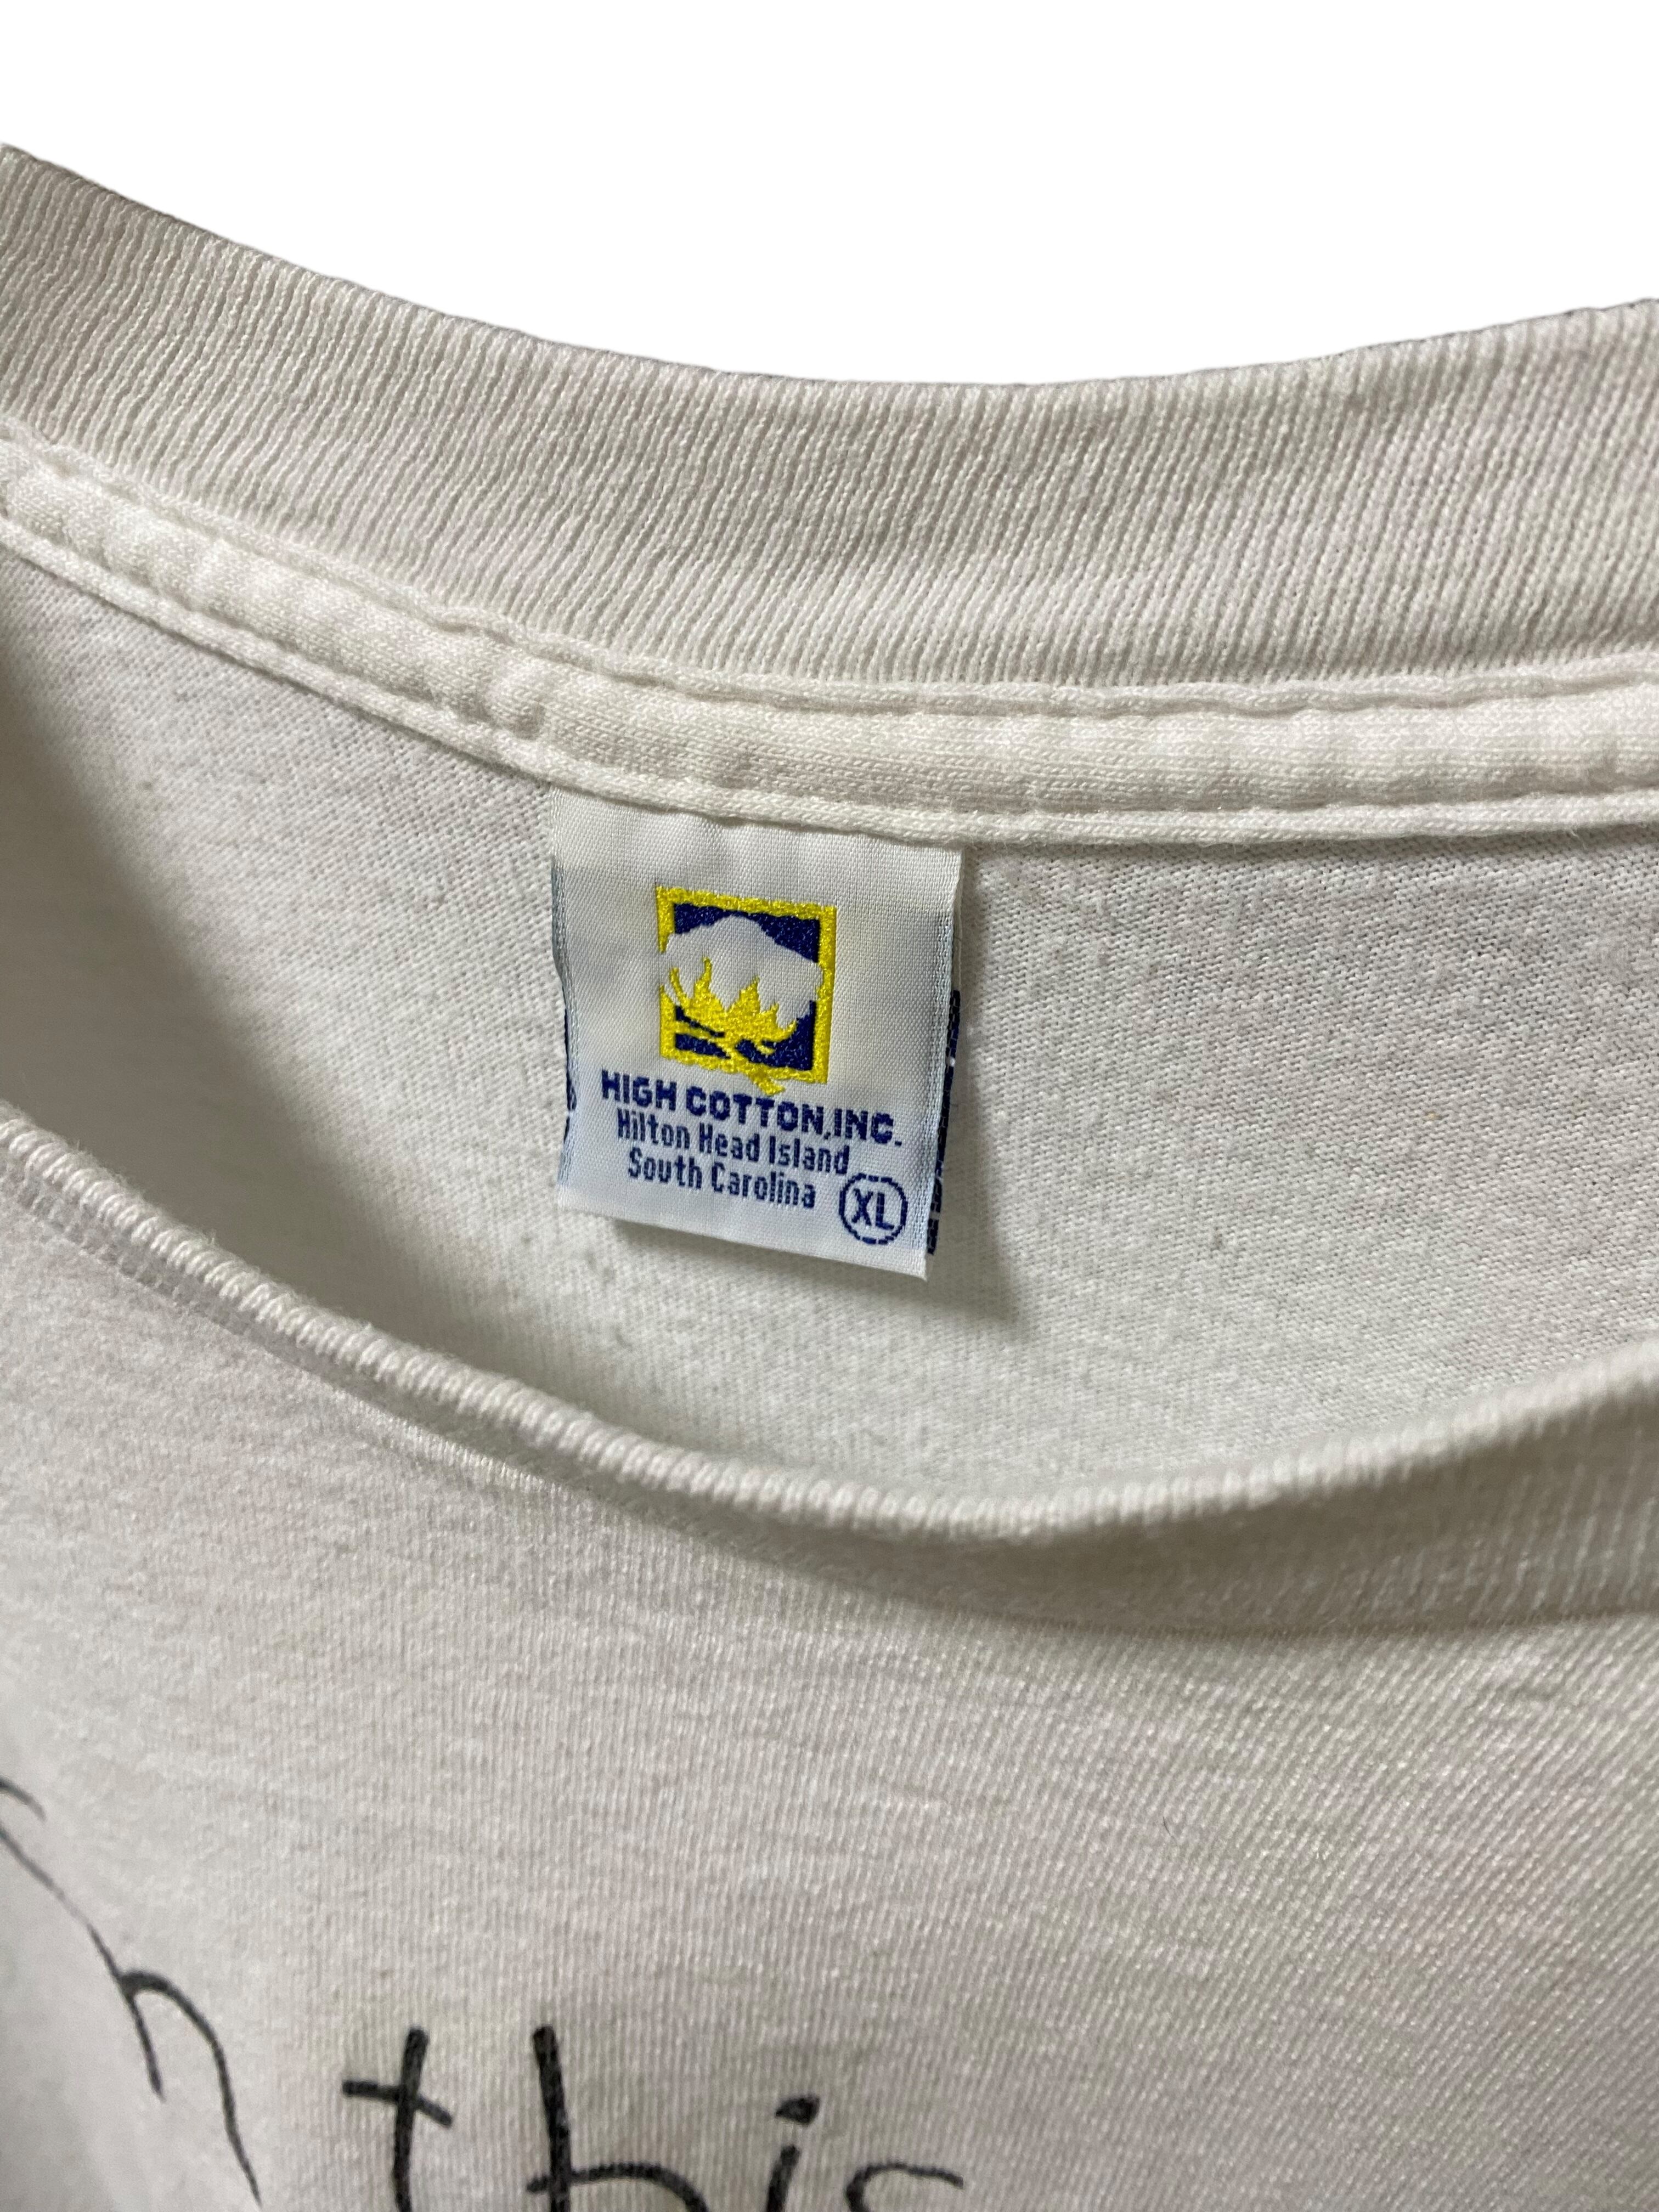 HIGH COTTON, INC.
Hilton Head Island
South Carolina XL
this